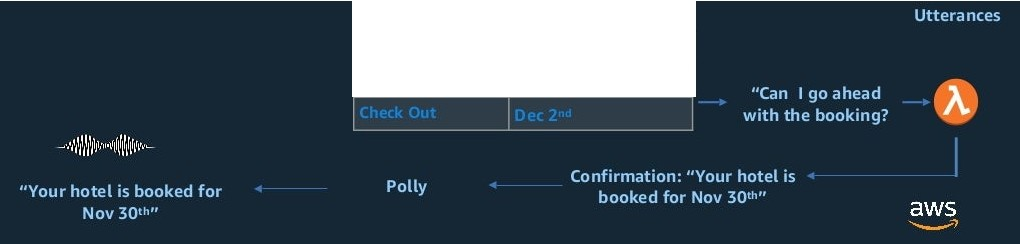 Utterances
Check Out Dec 2nd
“Can I go ahead
with the booking?
Confirmation: “Your hotel is
booked for Nov 30th”
Polly
“Your hotel is booked for
Nov 30th”
λ
aws